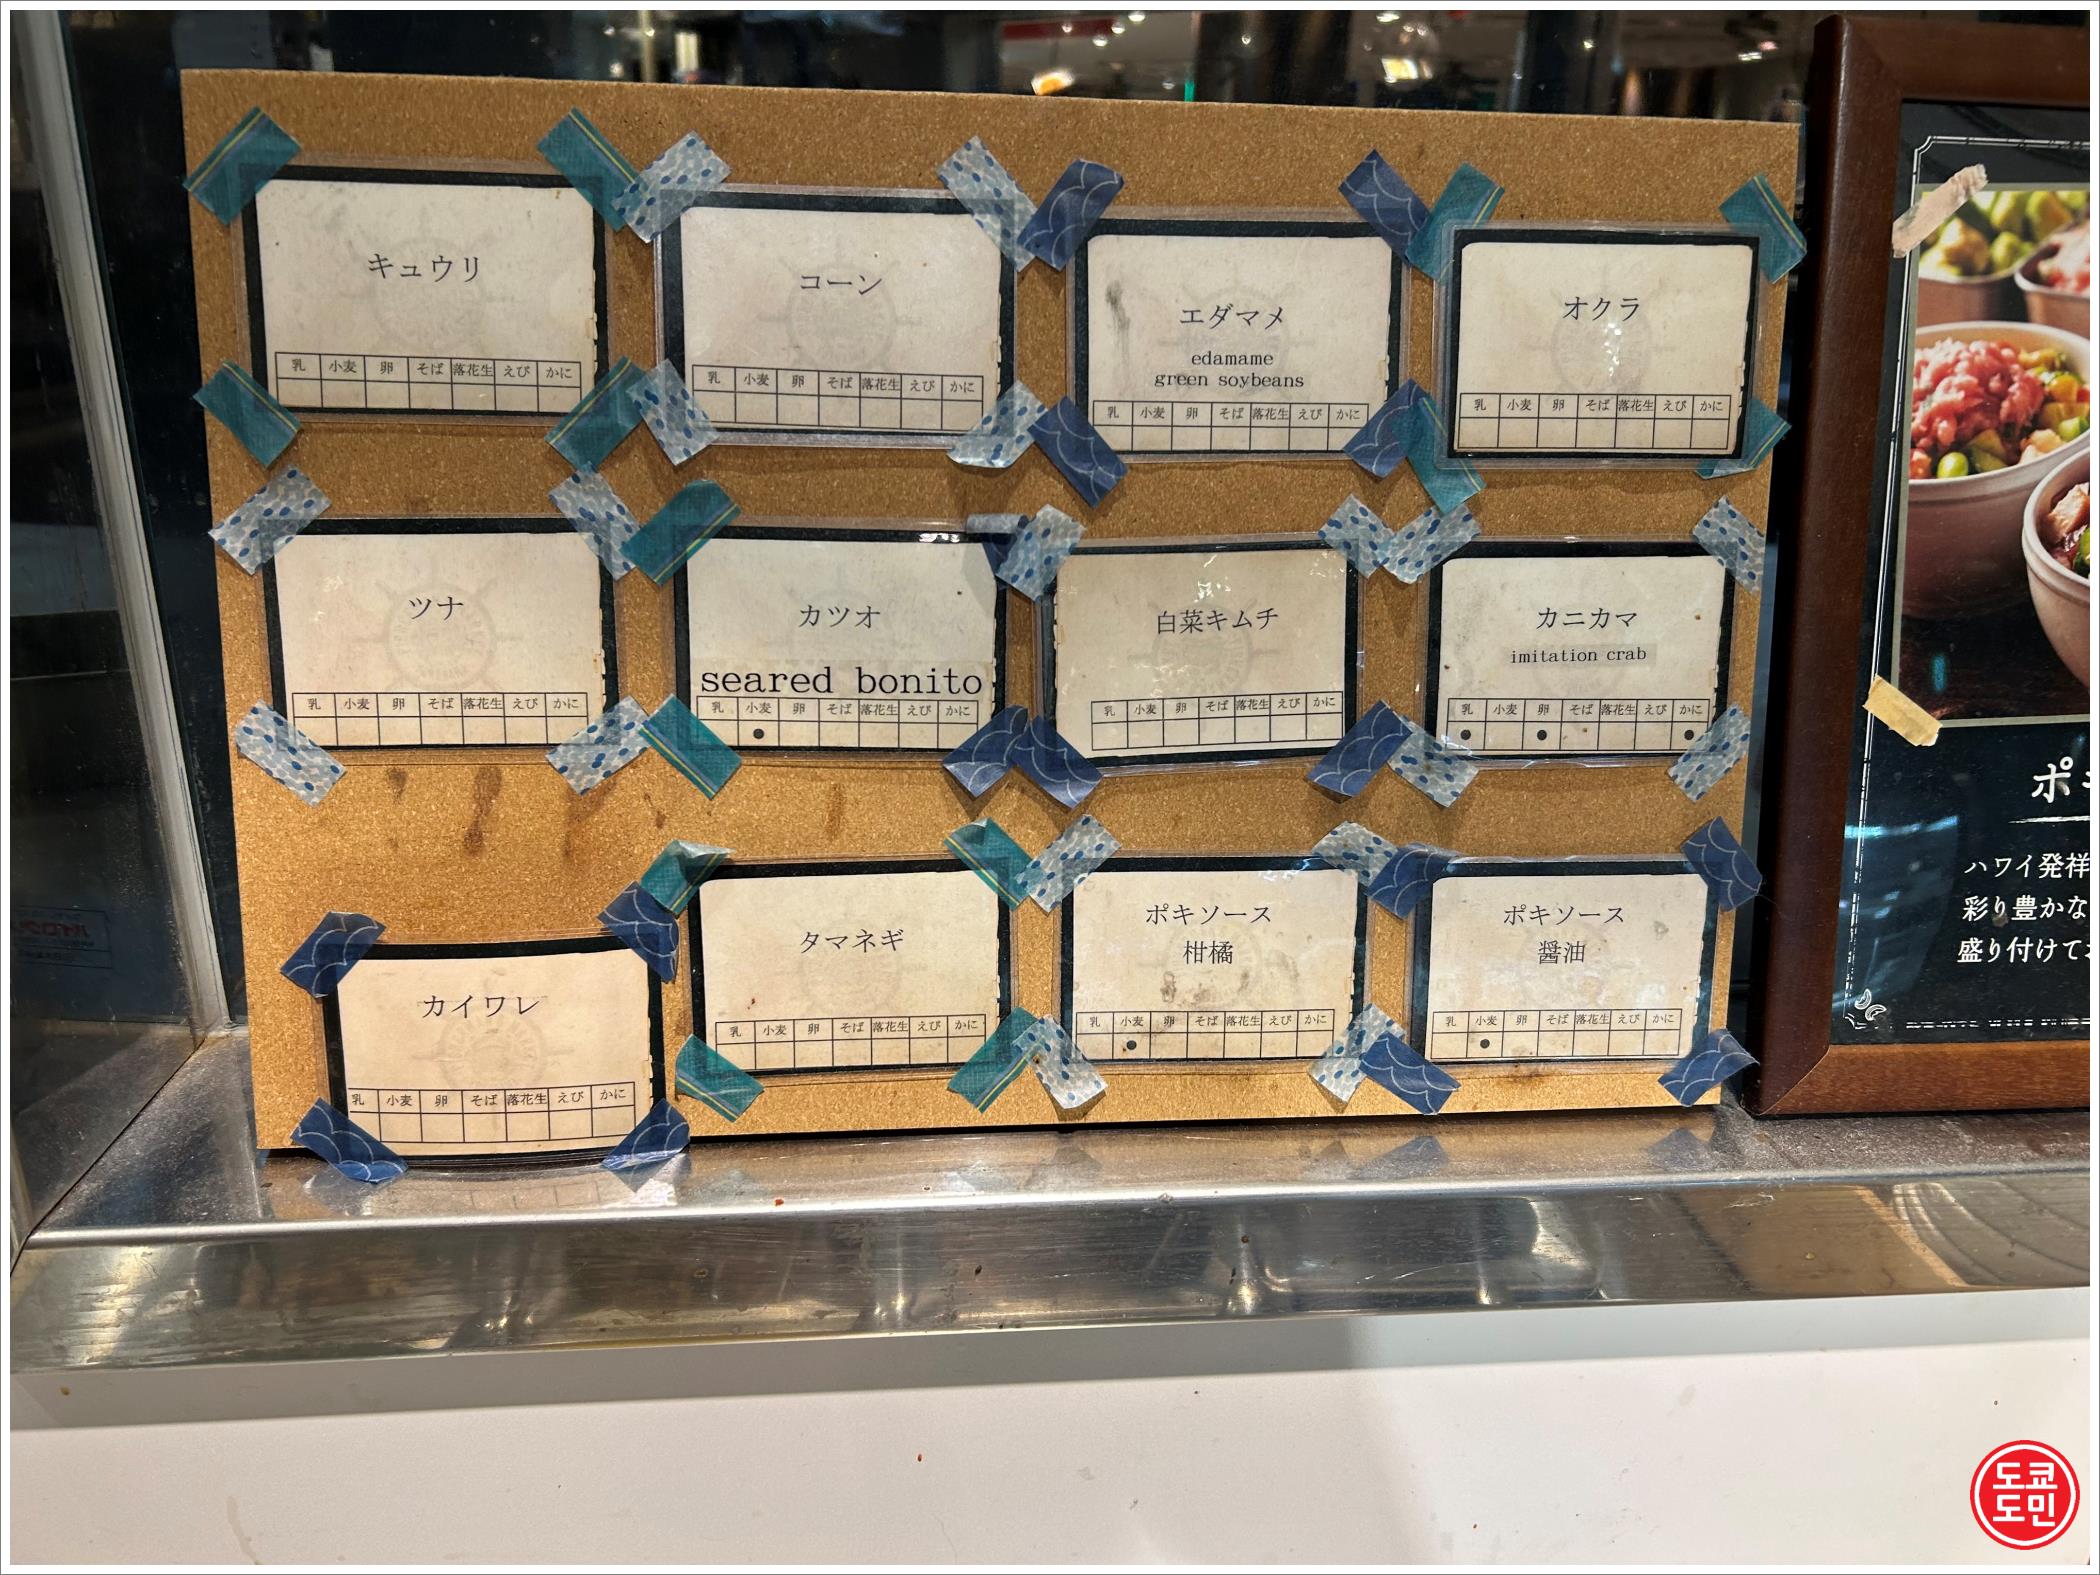 キュウリ
乳 小麦 卵 そば 落花生 えび かに
コーン
乳 小麦 卵 そば 落花生 えび かに
エダマメ
edamame
green soybeans
乳 小麦 卵 そば 落花生 えび かに
オクラ
乳 小麦 卵 そば 落花生 えび かに
ツナ
乳 小麦 卵 そば 落花生 えび かに
カツオ
seared bonito
乳 小麦 卵 そば 落花生 えび かに
●
白菜キムチ
乳 小麦 卵 そば 落花生 えび かに
カニカマ
imitation crab
乳 小麦 卵 そば 落花生 えび かに
● ● ●
カイワレ
乳 小麦 卵 そば 落花生 えび かに
タマネギ
乳 小麦 卵 そば 落花生 えび かに
ポキソース
柑橘
乳 小麦 卵 そば 落花生 えび かに
●
ポキソース
醤油
乳 小麦 卵 そば 落花生 えび かに
●
ポ
ハワイ発祥
彩り豊かな
盛り付けて
도쿄
도민